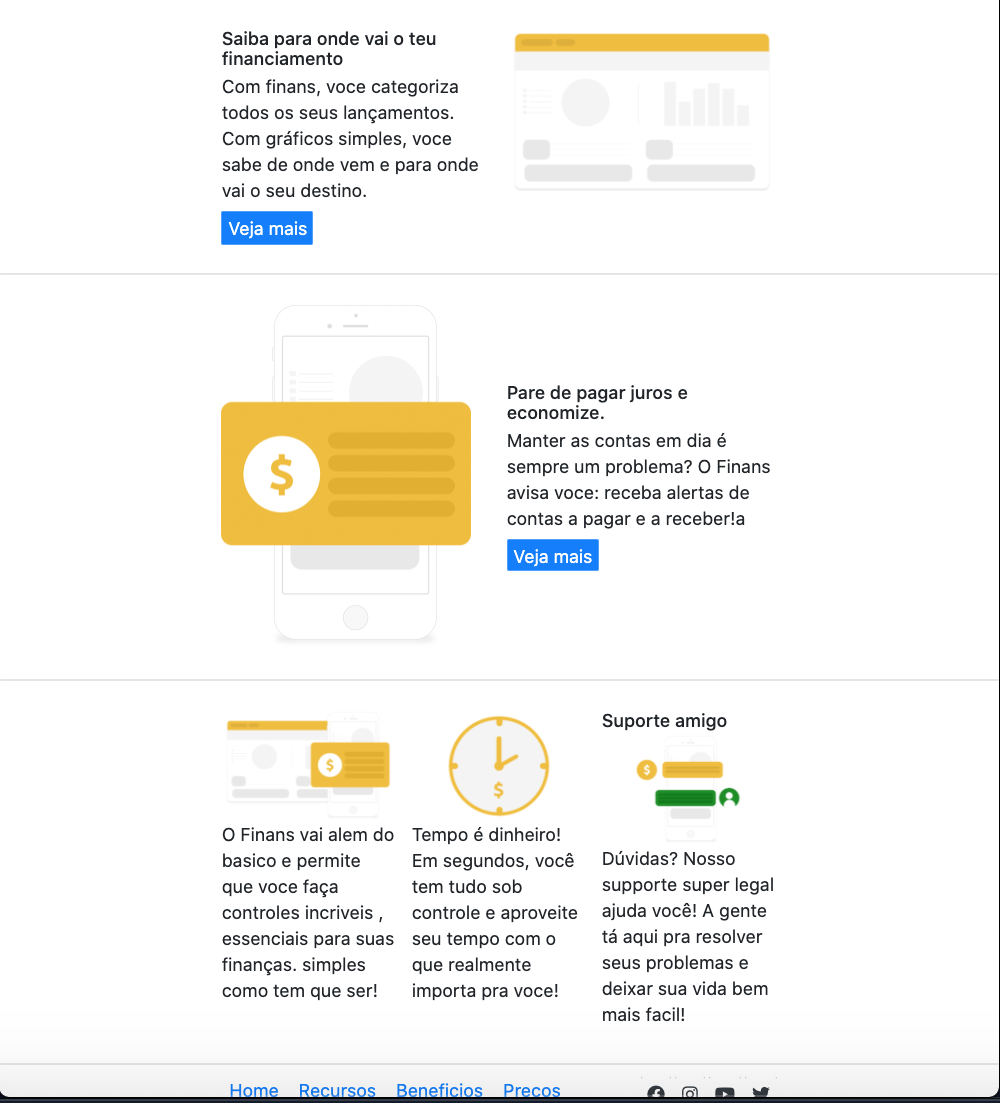 Saiba para onde vai o teu
financiamento
Com finans, voce categoriza
todos os seus lançamentos.
Com gráficos simples, voce
sabe de onde vem e para onde
vai o seu destino.
Veja mais
Pare de pagar juros e
economize.
Manter as contas em dia é
sempre um problema? O Finans
avisa voce: receba alertas de
contas a pagar e a receber!a
Veja mais
$
$
O Finans vai alem do
basico e permite
que voce faça
controles incriveis ,
essenciais para suas
finanças. simples
como tem que ser!
$
Tempo é dinheiro!
Em segundos, você
tem tudo sob
controle e aproveite
seu tempo com o
que realmente
importa pra voce!
Suporte amigo
$
Dúvidas? Nosso
supporte super legal
ajuda você! A gente
tá aqui pra resolver
seus problemas e
deixar sua vida bem
mais facil!
Home Recursos Beneficios Precos